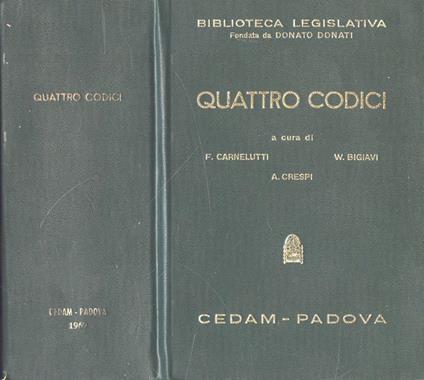 QUATTRO CODICI
CEDAM - PADOVA
BIBLIOTECA LEGISLATIVA
Fondata da DONATO DONATI
QUATTRO CODICI
a cura di
F. CARNELUTTI W. BIGIAVI
A. CRESPI
CEDAM - PADOVA